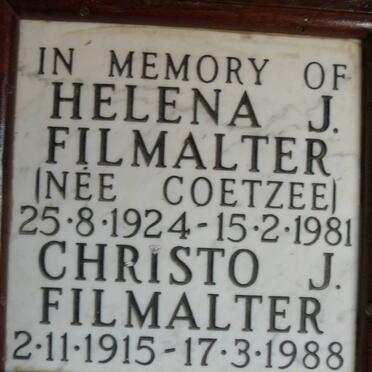 IN MEMORY OF
HELENA J.
FILMALTER
(NÉE COETZEE)
25·8·1924-15·2·1981
CHRISTO J.
FILMALTER
2·11·1915-17·3·1988